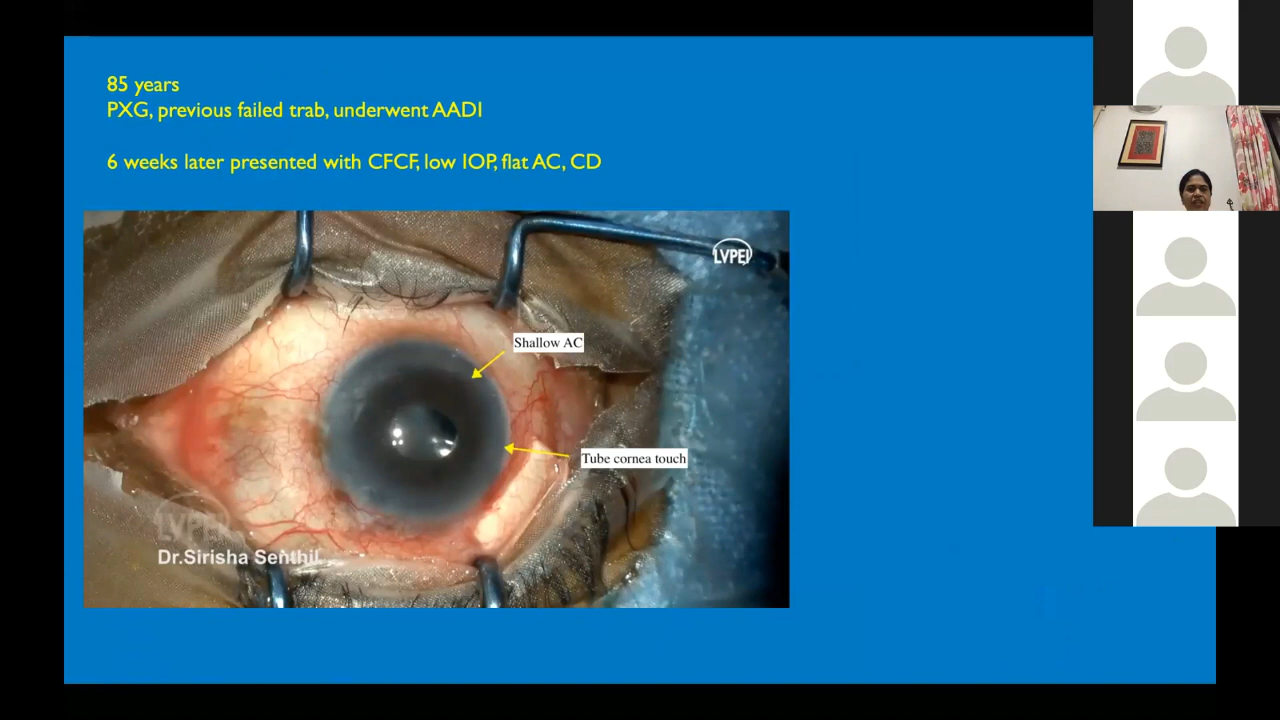 85 years
PXG, previous failed trab, underwent AADI
6 weeks later presented with CFCF, low IOP, flat AC, CD
LVPEI
Shallow AC
Tube cornea touch
LVPEI
Dr.Sirisha Senthil